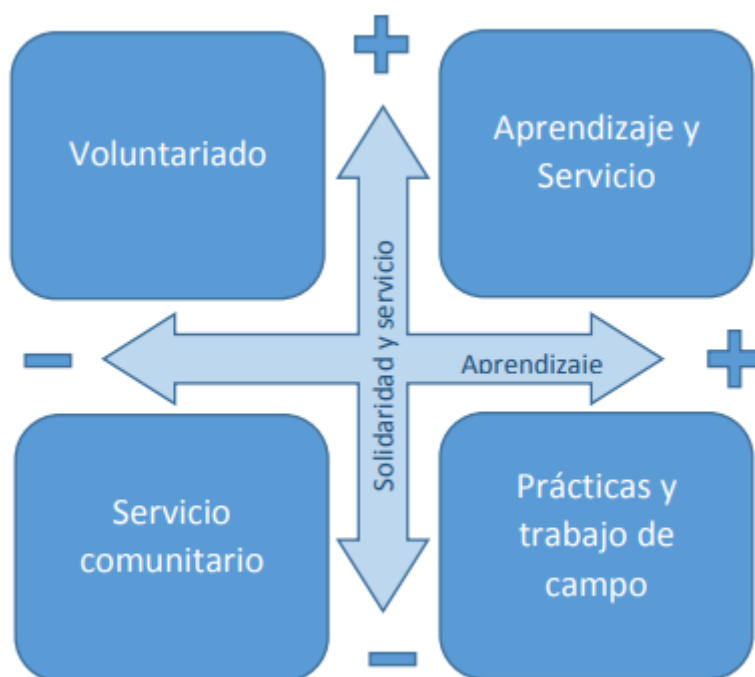 +
Voluntariado
Aprendizaje y
Servicio
Solidaridad y servicio
–
Aprendizaje
+
Servicio
comunitario
Prácticas y
trabajo de
campo
–